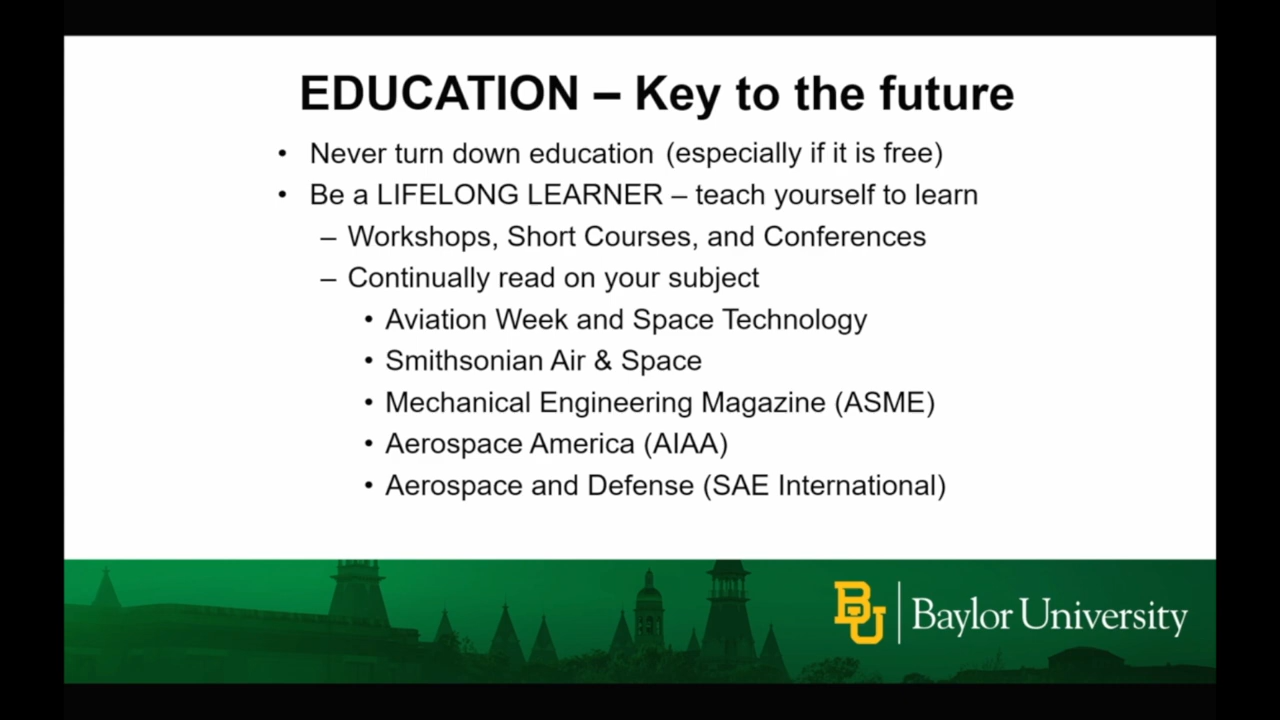 EDUCATION – Key to the future
• Never turn down education (especially if it is free)
• Be a LIFELONG LEARNER – teach yourself to learn
– Workshops, Short Courses, and Conferences
– Continually read on your subject
• Aviation Week and Space Technology
• Smithsonian Air & Space
• Mechanical Engineering Magazine (ASME)
• Aerospace America (AIAA)
• Aerospace and Defense (SAE International)
BU | Baylor University